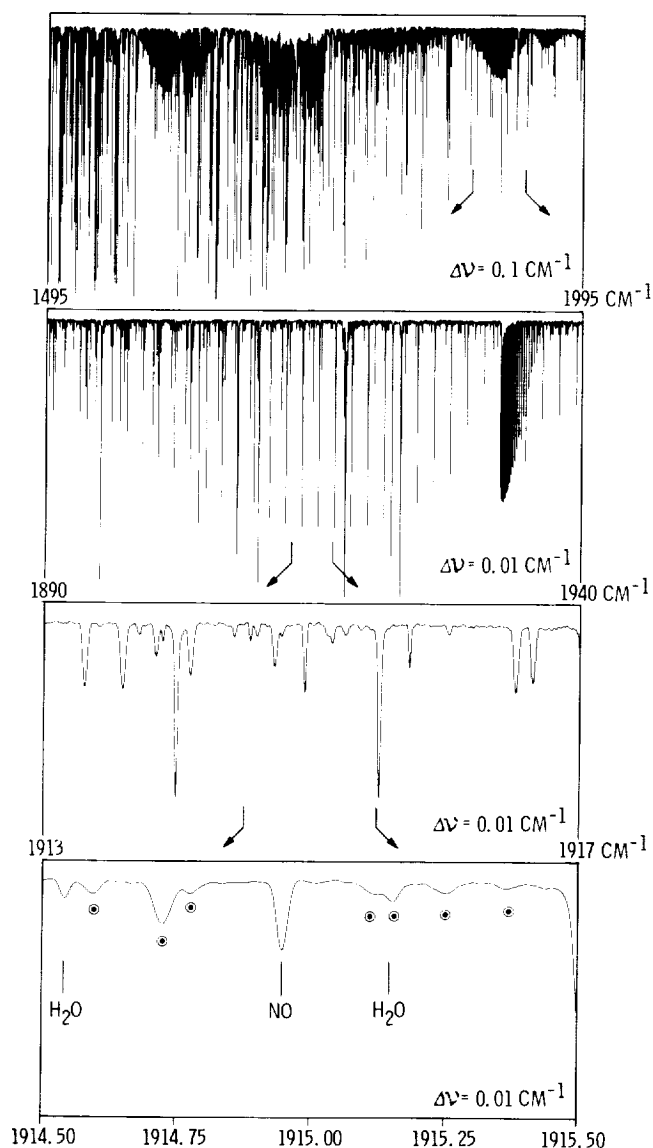 Δν = 0.1 CM⁻¹
1495 1995 CM⁻¹
Δν = 0.01 CM⁻¹
1890 1940 CM⁻¹
Δν = 0.01 CM⁻¹
1913 1917 CM⁻¹
H₂O NO H₂O
Δν = 0.01 CM⁻¹
1914.50 1914.75 1915.00 1915.25 1915.50